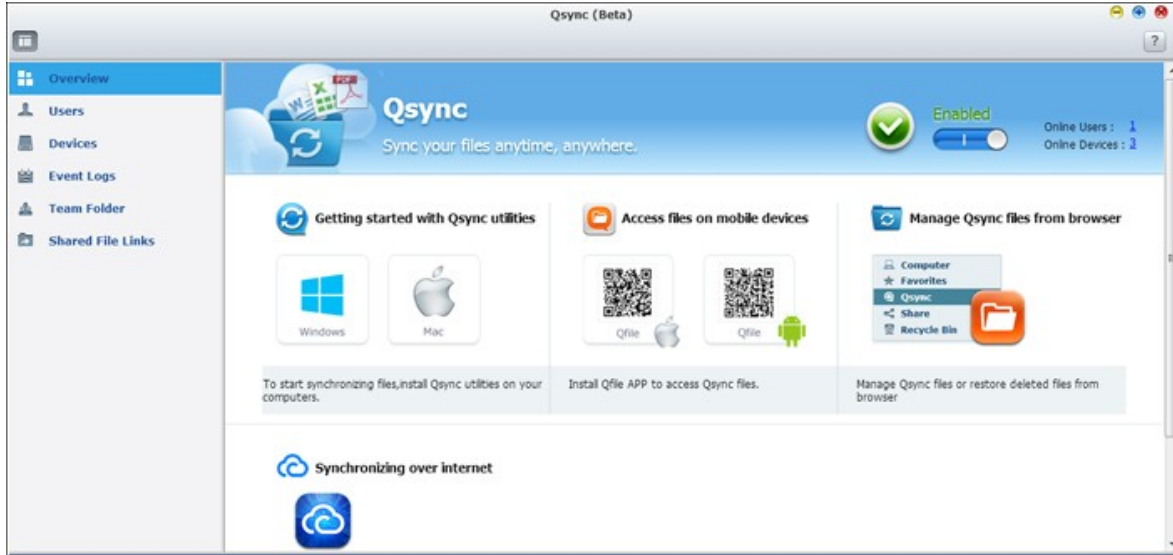 Qsync (Beta)
?
Overview
Users
Devices
Event Logs
Team Folder
Shared File Links
W
X
PDF
Qsync
Sync your files anytime, anywhere.
Enabled
Online Users : 1
Online Devices : 3
Getting started with Qsync utilities
Windows
Mac
To start synchronizing files,install Qsync utilities on your
computers.
Access files on mobile devices
Qfile
Qfile
Install Qfile APP to access Qsync files.
Manage Qsync files from browser
Computer
Favorites
Qsync
Share
Recycle Bin
Manage Qsync files or restore deleted files from
browser
Synchronizing over internet